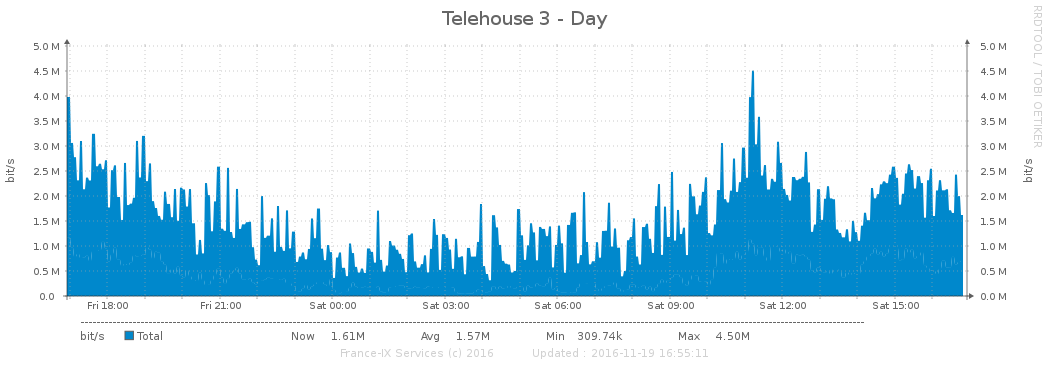 Telehouse 3 - Day
RRDTOOL / TOBI OETIKER
5.0 M 5.0 M
4.5 M 4.5 M
4.0 M 4.0 M
3.5 M 3.5 M
3.0 M 3.0 M
2.5 M 2.5 M
2.0 M 2.0 M
1.5 M 1.5 M
1.0 M 1.0 M
0.5 M 0.5 M
0.0 0.0 M
bit/s
bit/s
Fri 18:00 Fri 21:00 Sat 00:00 Sat 03:00 Sat 06:00 Sat 09:00 Sat 12:00 Sat 15:00
bit/s Total Now 1.61M Avg 1.57M Min 309.74k Max 4.50M
France-IX Services (c) 2016 Updated : 2016-11-19 16:55:11